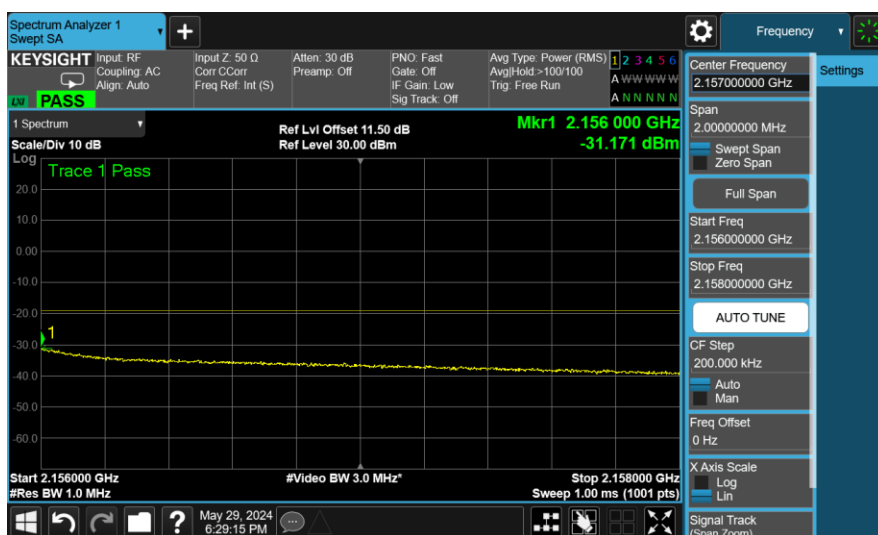 Spectrum Analyzer 1
Swept SA
Frequency
KEYSIGHT
Input: RF
Coupling: AC
Align: Auto
Input Z: 50 Ω
Corr CCorr
Freq Ref: Int (S)
Atten: 30 dB
Preamp: Off
PNO: Fast
Gate: Off
IF Gain: Low
Sig Track: Off
Avg Type: Power (RMS)
Avg|Hold:>100/100
Trig: Free Run
1 2 3 4 5 6
A W W W W W
A N N N N N
LXI PASS
1 Spectrum
Scale/Div 10 dB
Ref Lvl Offset 11.50 dB
Ref Level 30.00 dBm
Mkr1 2.156 000 GHz
-31.171 dBm
Log
Trace 1 Pass
20.0
10.0
0.00
-10.0
-20.0
1
-30.0
-40.0
-50.0
-60.0
Start 2.156000 GHz
#Res BW 1.0 MHz
#Video BW 3.0 MHz*
Stop 2.158000 GHz
Sweep 1.00 ms (1001 pts)
?
May 29, 2024
6:29:15 PM
Center Frequency
2.157000000 GHz
Settings
Span
2.00000000 MHz
Swept Span
Zero Span
Full Span
Start Freq
2.156000000 GHz
Stop Freq
2.158000000 GHz
AUTO TUNE
CF Step
200.000 kHz
Auto
Man
Freq Offset
0 Hz
X Axis Scale
Log
Lin
Signal Track
(Span Zoom)